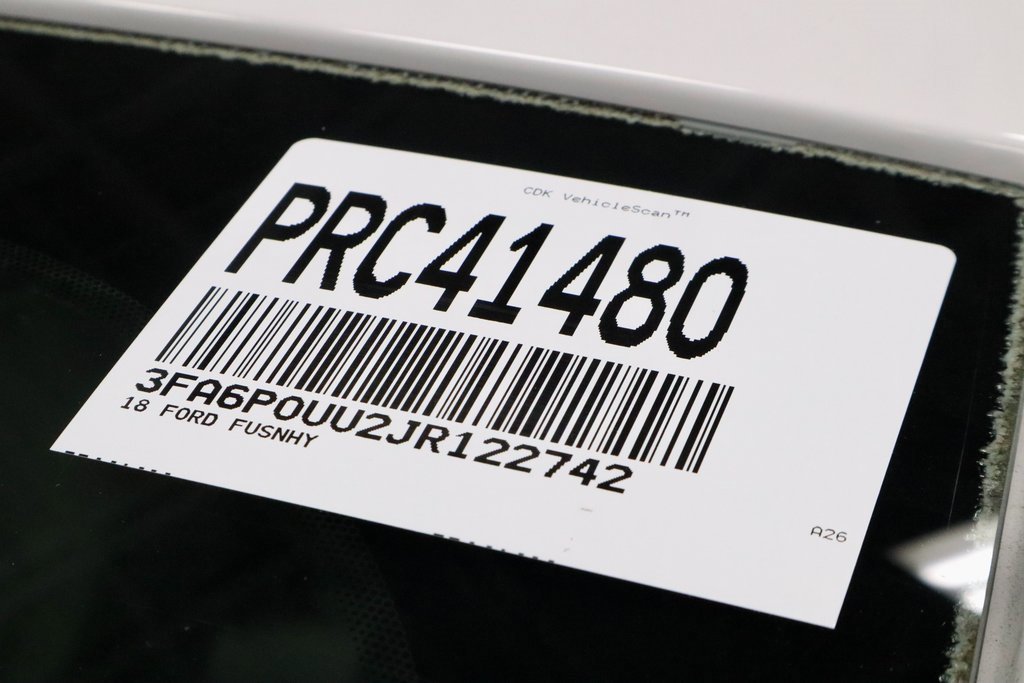 CDK VehicleScan™
PRC41480
3FA6P0UU2JR122742
18 FORD FUSNHY
A26